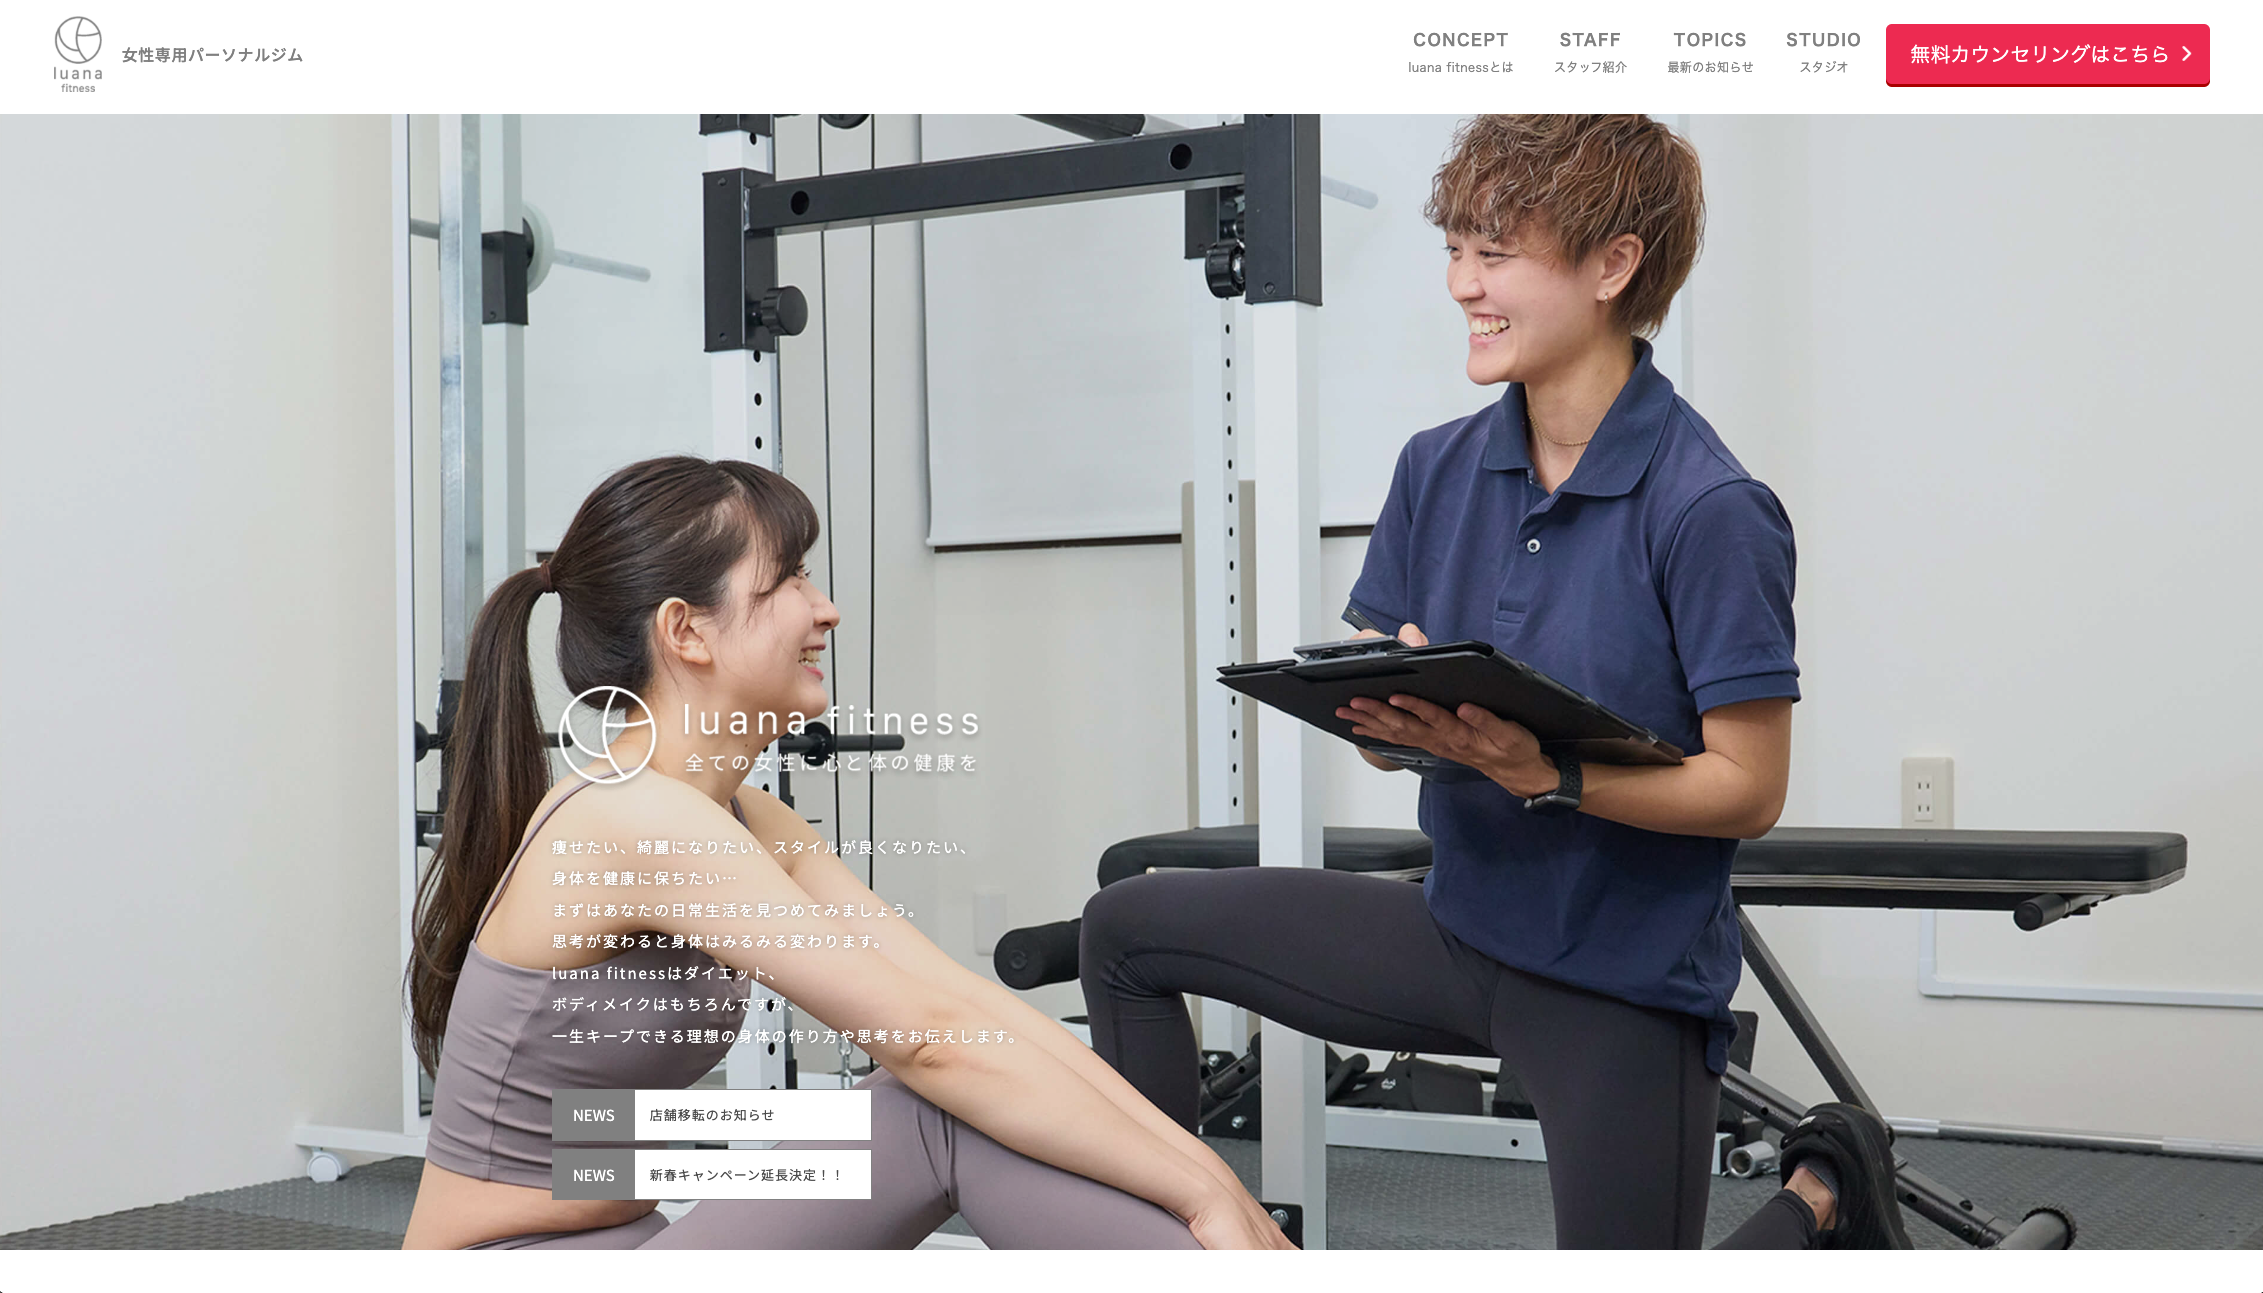 luana
fitness
女性専用パーソナルジム
CONCEPT
luana fitnessとは
STAFF
スタッフ紹介
TOPICS
最新のお知らせ
STUDIO
スタジオ
無料カウンセリングはこちら
luana fitness
全ての女性に心と体の健康を
痩せたい、綺麗になりたい、スタイルが良くなりたい、
身体を健康に保ちたい…
まずはあなたの日常生活を見つめてみましょう。
思考が変わると身体はみるみる変わります。
luana fitnessはダイエット、
ボディメイクはもちろんですが、
一生キープできる理想の身体の作り方や思考をお伝えします。
NEWS 店舗移転のお知らせ
NEWS 新春キャンペーン延長決定！！